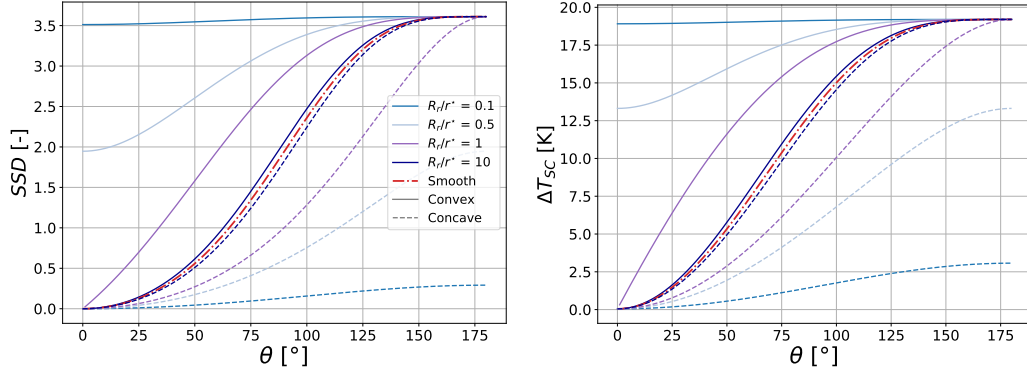 3.5
3.0
2.5
2.0
1.5
1.0
0.5
0.0
SSD [-]
0 25 50 75 100 125 150 175
θ [°]
R_r/r* = 0.1
R_r/r* = 0.5
R_r/r* = 1
R_r/r* = 10
Smooth
Convex
Concave
20.0
17.5
15.0
12.5
10.0
7.5
5.0
2.5
0.0
ΔT_SC [K]
0 25 50 75 100 125 150 175
θ [°]